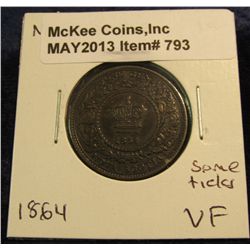 N
McKee Coins,Inc
MAY2013 Item# 793
some
ticks
1864
VF